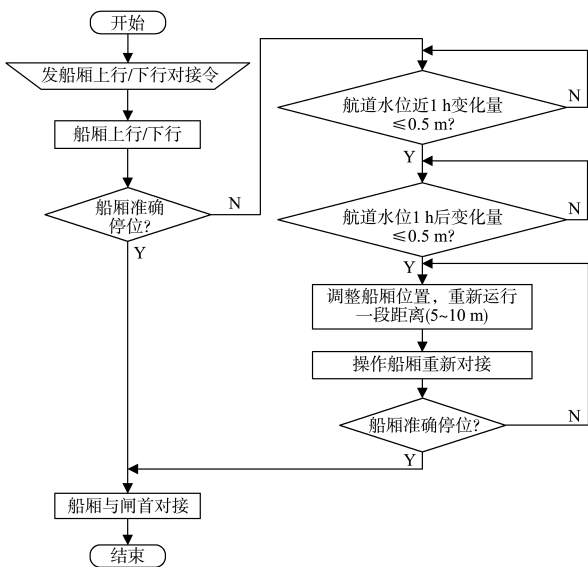 开始
发船厢上行/下行对接令
船厢上行/下行
船厢准确
停位?
N
Y
航道水位近1 h变化量
≤0.5 m?
N
Y
航道水位1 h后变化量
≤0.5 m?
N
Y
调整船厢位置，重新运行
一段距离(5~10 m)
操作船厢重新对接
船厢准确停位?
N
Y
船厢与闸首对接
结束